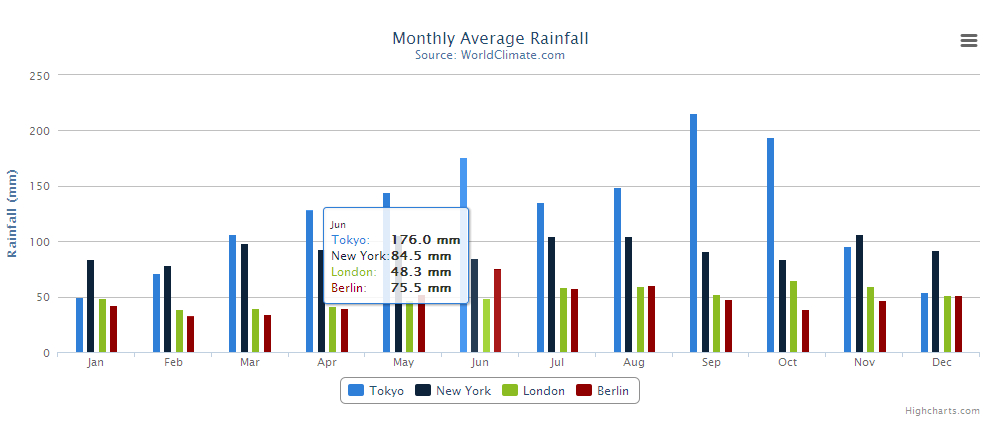 Monthly Average Rainfall
Source: WorldClimate.com
Rainfall (mm)
250
200
150
100
50
0
Jun
Tokyo: 176.0 mm
New York: 84.5 mm
London: 48.3 mm
Berlin: 75.5 mm
Jan Feb Mar Apr May Jun Jul Aug Sep Oct Nov Dec
Tokyo New York London Berlin
Highcharts.com